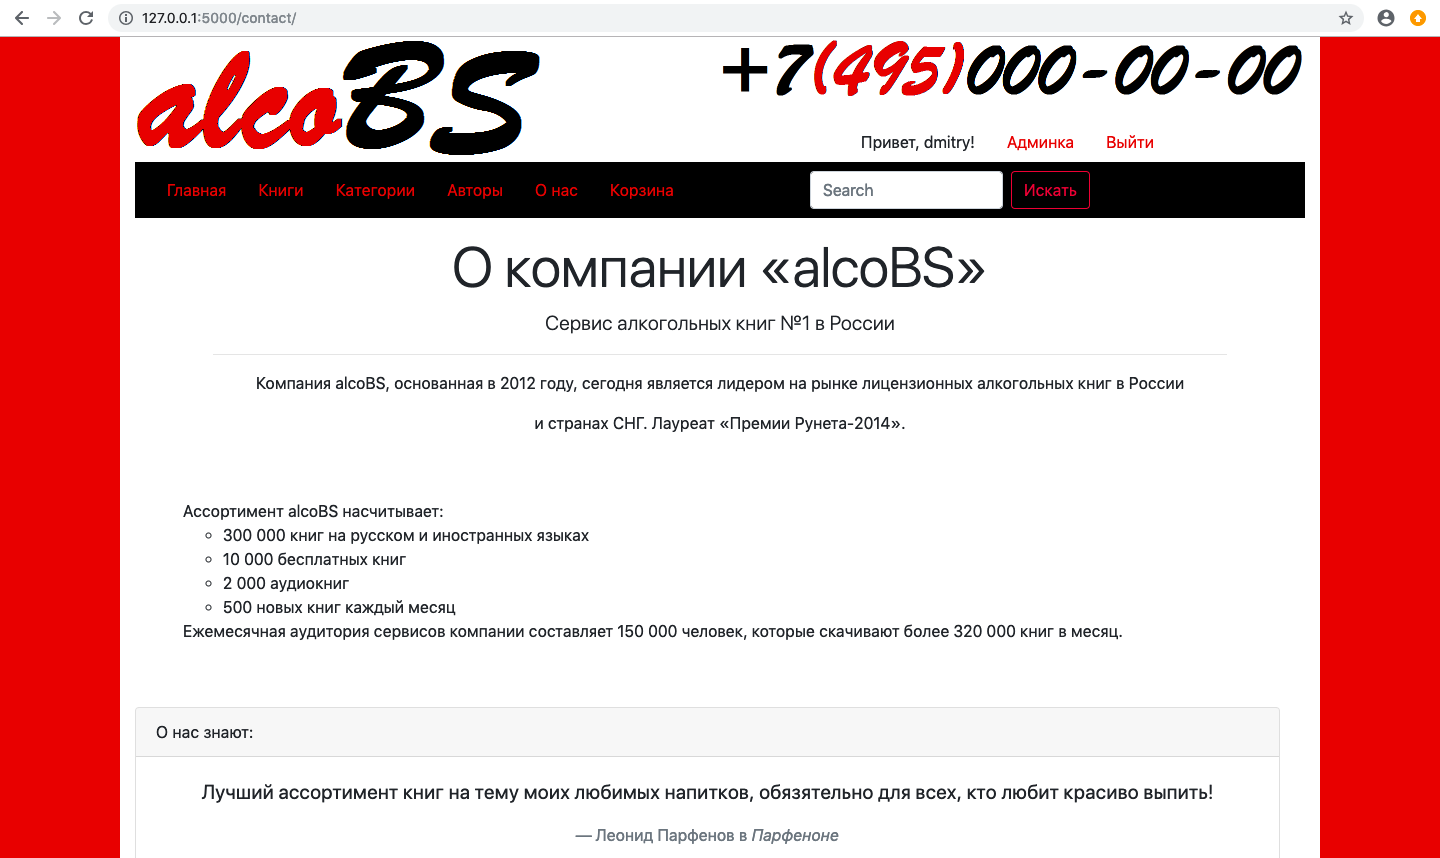 127.0.0.1:5000/contact/
alcoBS
+7(495)000-00-00
Привет, dmitry! Админка Выйти
Главная Книги Категории Авторы О нас Корзина Search Искать
О компании «alcoBS»
Сервис алкогольных книг №1 в России
Компания alcoBS, основанная в 2012 году, сегодня является лидером на рынке лицензионных алкогольных книг в России
и странах СНГ. Лауреат «Премии Рунета-2014».
Ассортимент alcoBS насчитывает:
300 000 книг на русском и иностранных языках
10 000 бесплатных книг
2 000 аудиокниг
500 новых книг каждый месяц
Ежемесячная аудитория сервисов компании составляет 150 000 человек, которые скачивают более 320 000 книг в месяц.
О нас знают:
Лучший ассортимент книг на тему моих любимых напитков, обязятельно для всех, кто любит красиво выпить!
— Леонид Парфенов в Парфеноне